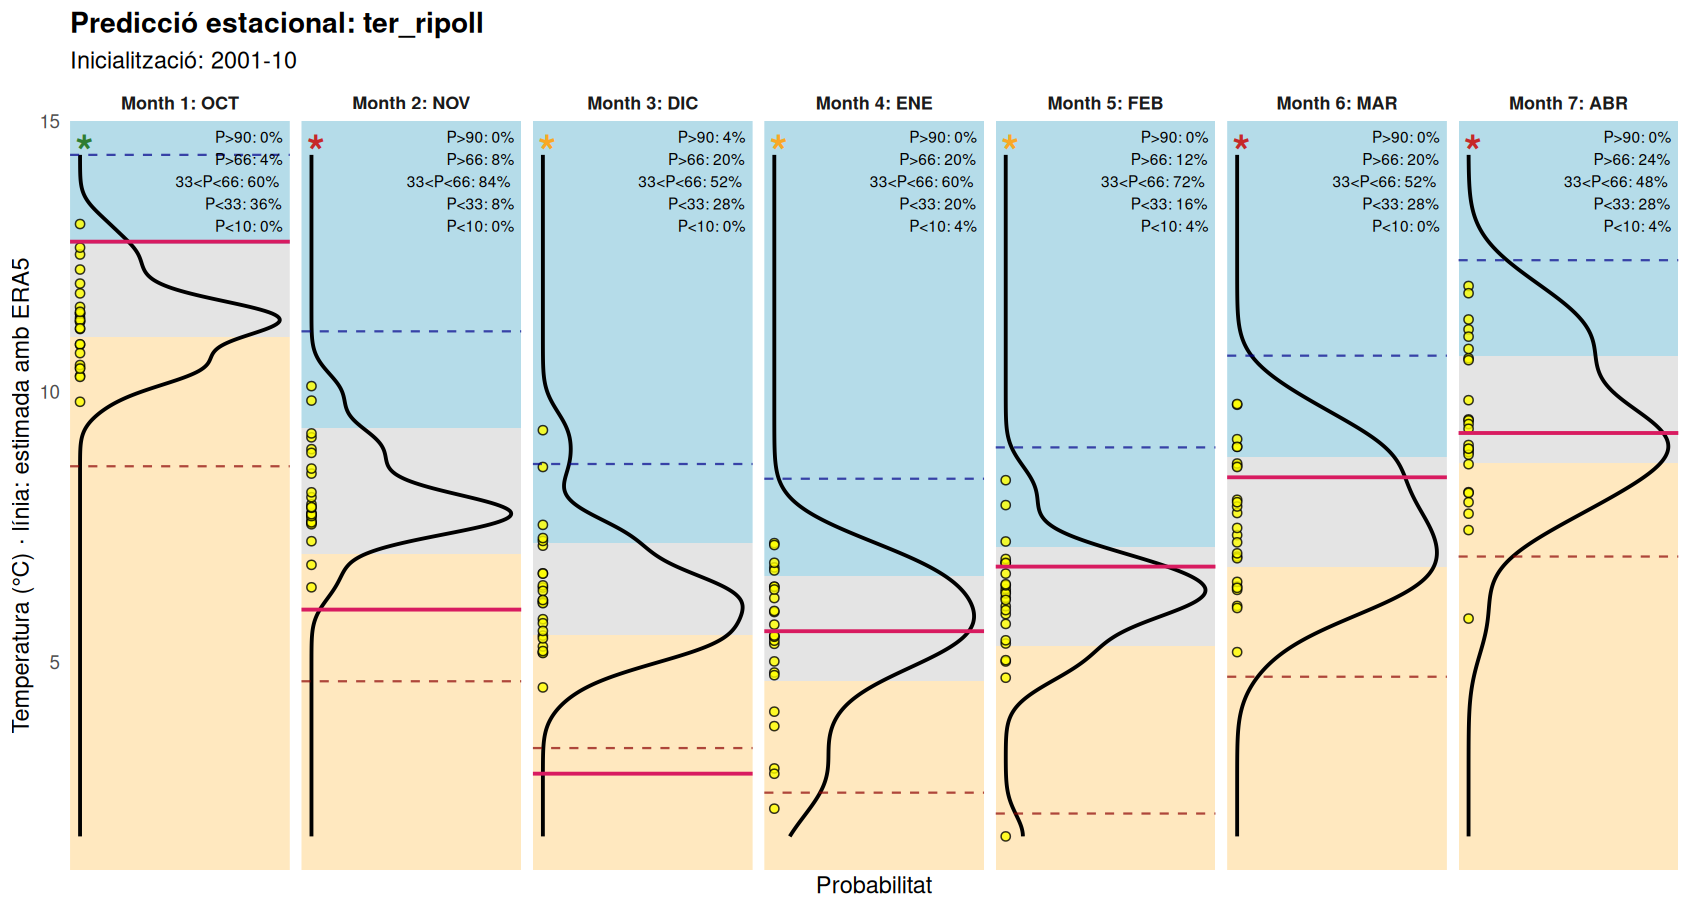 Predicció estacional: ter_ripoll
Inicialització: 2001-10
Month 1: OCT
Month 2: NOV
Month 3: DIC
Month 4: ENE
Month 5: FEB
Month 6: MAR
Month 7: ABR
15
10
5
Temperatura (°C) · línia: estimada amb ERA5
*
P>90: 0%
P>66: 4%
33<P<66: 60%
P<33: 36%
P<10: 0%
*
P>90: 0%
P>66: 8%
33<P<66: 84%
P<33: 8%
P<10: 0%
*
P>90: 4%
P>66: 20%
33<P<66: 52%
P<33: 28%
P<10: 0%
*
P>90: 0%
P>66: 20%
33<P<66: 60%
P<33: 20%
P<10: 4%
*
P>90: 0%
P>66: 12%
33<P<66: 72%
P<33: 16%
P<10: 4%
*
P>90: 0%
P>66: 20%
33<P<66: 52%
P<33: 28%
P<10: 0%
*
P>90: 0%
P>66: 24%
33<P<66: 48%
P<33: 28%
P<10: 4%
Probabilitat